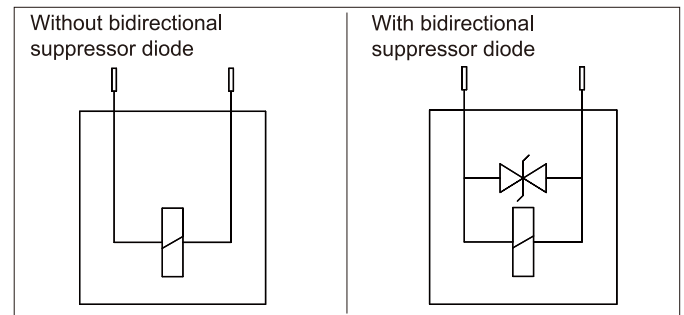 Without bidirectional
suppressor diode
With bidirectional
suppressor diode